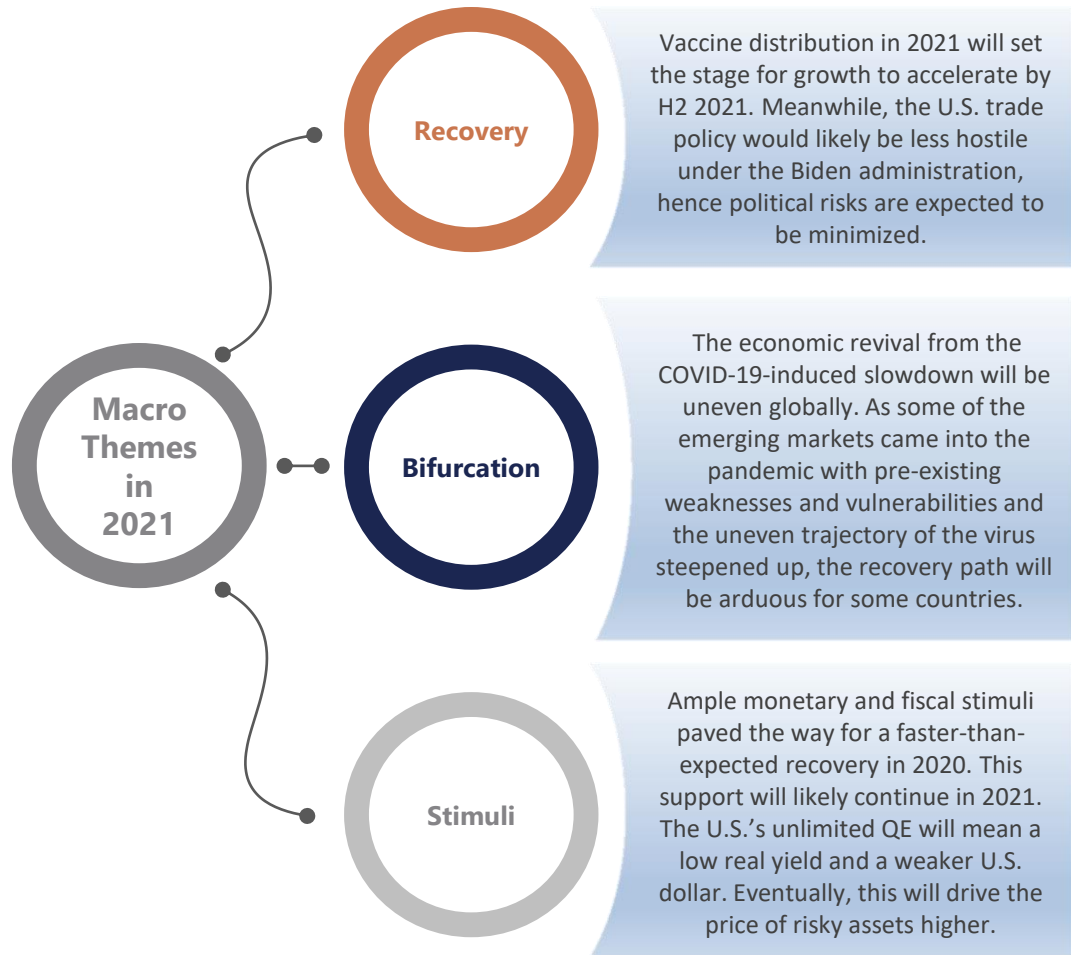 Macro
Themes
in
2021
Recovery
Vaccine distribution in 2021 will set
the stage for growth to accelerate by
H2 2021. Meanwhile, the U.S. trade
policy would likely be less hostile
under the Biden administration,
hence political risks are expected to
be minimized.
Bifurcation
The economic revival from the
COVID-19-induced slowdown will be
uneven globally. As some of the
emerging markets came into the
pandemic with pre-existing
weaknesses and vulnerabilities and
the uneven trajectory of the virus
steepened up, the recovery path will
be arduous for some countries.
Stimuli
Ample monetary and fiscal stimuli
paved the way for a faster-than-
expected recovery in 2020. This
support will likely continue in 2021.
The U.S.’s unlimited QE will mean a
low real yield and a weaker U.S.
dollar. Eventually, this will drive the
price of risky assets higher.